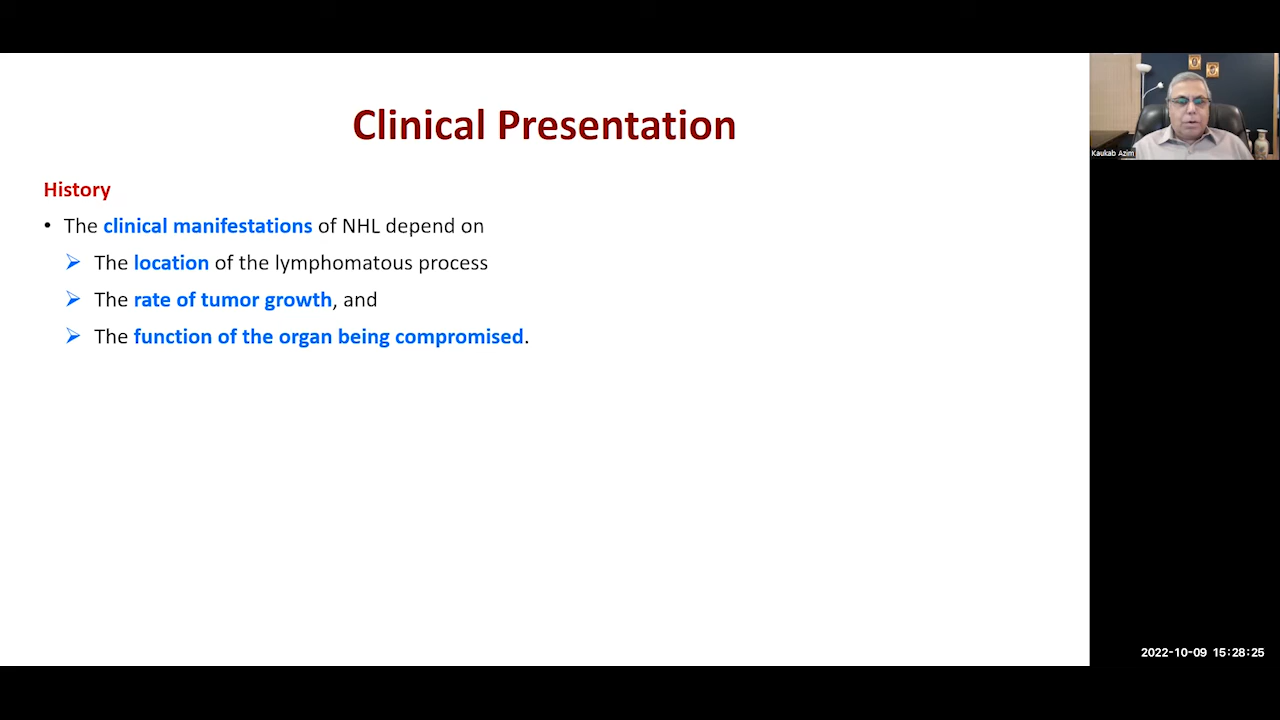 Clinical Presentation
History
• The clinical manifestations of NHL depend on
➢ The location of the lymphomatous process
➢ The rate of tumor growth, and
➢ The function of the organ being compromised.
Kaukab Azim
2022-10-09 15:28:25